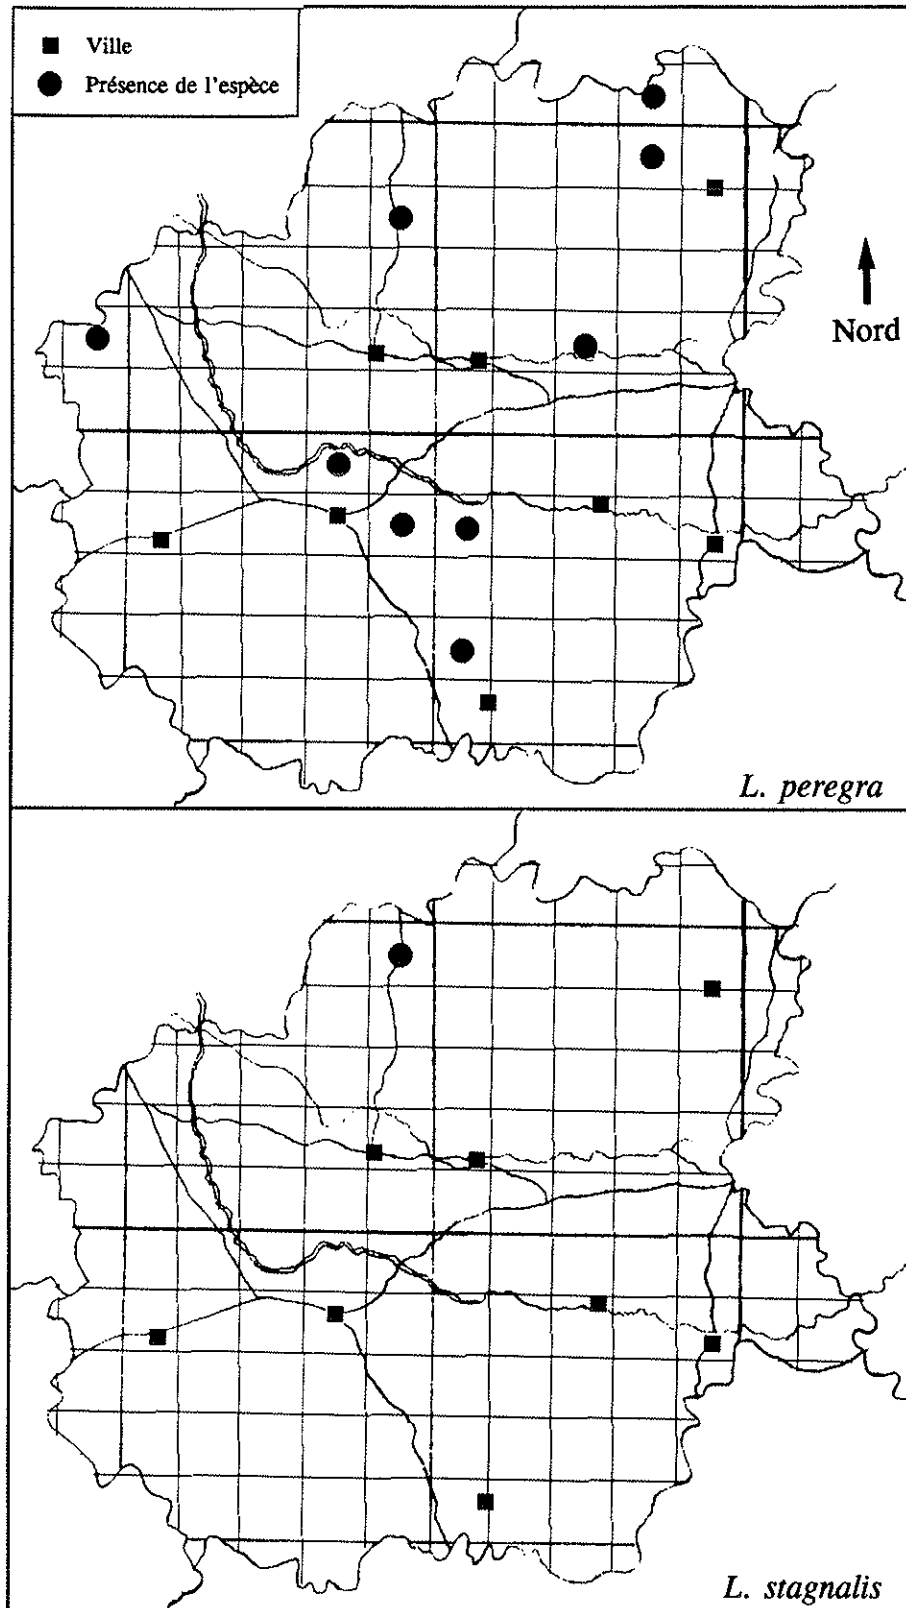 Ville
Présence de l'espèce
Nord
L. peregra
L. stagnalis